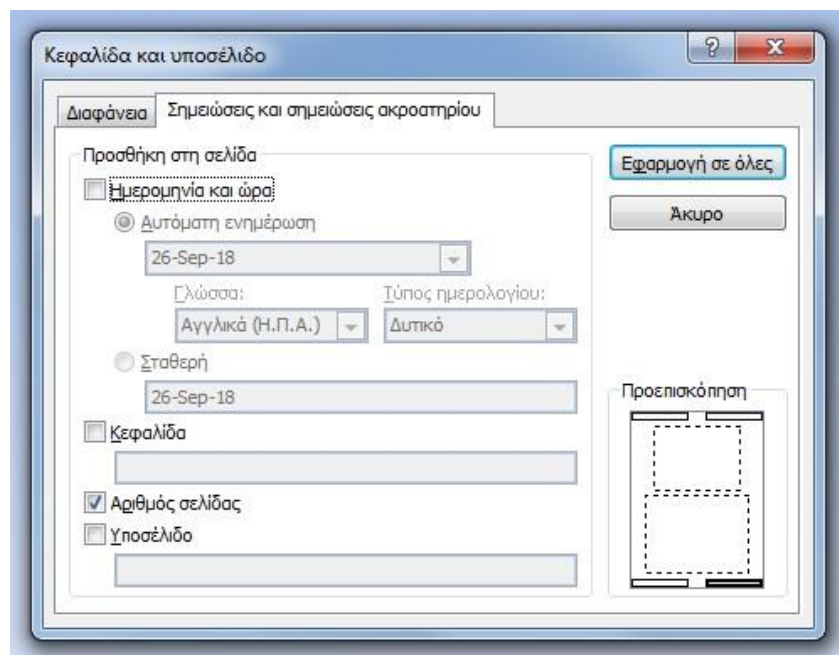 Κεφαλίδα και υποσέλιδο
Διαφάνεια
Σημειώσεις και σημειώσεις ακροατηρίου
Προσθήκη στη σελίδα
Ημερομηνία και ώρα
Αυτόματη ενημέρωση
26-Sep-18
Γλώσσα:
Τύπος ημερολογίου:
Αγγλικά (Η.Π.Α.)
Δυτικό
Σταθερή
26-Sep-18
Κεφαλίδα
Αριθμός σελίδας
Υποσέλιδο
Εφαρμογή σε όλες
Άκυρο
Προεπισκόπηση